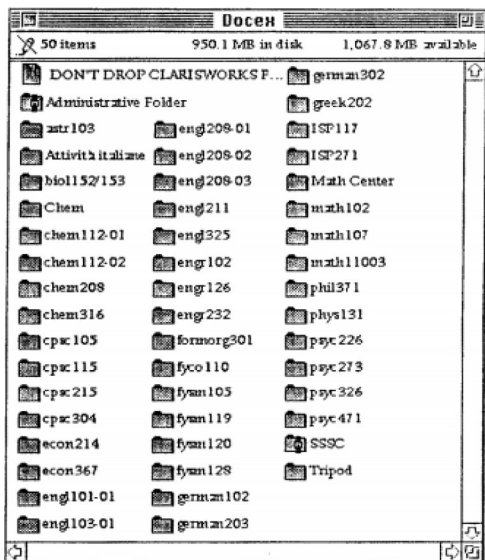 Docex
50 items 950.1 MB in disk 1,067.8 MB available
DON'T DROP CLARISWORKS F... german302
Administrative Folder greek202
astr103 engl208-01 ISP117
Attività italiane engl208-02 ISP271
biol152/153 engl208-03 Math Center
Chem engl211 math102
chem112-01 engl325 math107
chem112-02 engr102 math11003
chem208 engr126 phil371
chem316 engr232 phys131
cpsc105 formorg301 psyc226
cpsc115 fyco110 psyc273
cpsc215 fysm105 psyc326
cpsc304 fysm119 psyc471
econ214 fysm120 SSSC
econ367 fysm128 Tripod
engl101-01 german102
engl103-01 german203